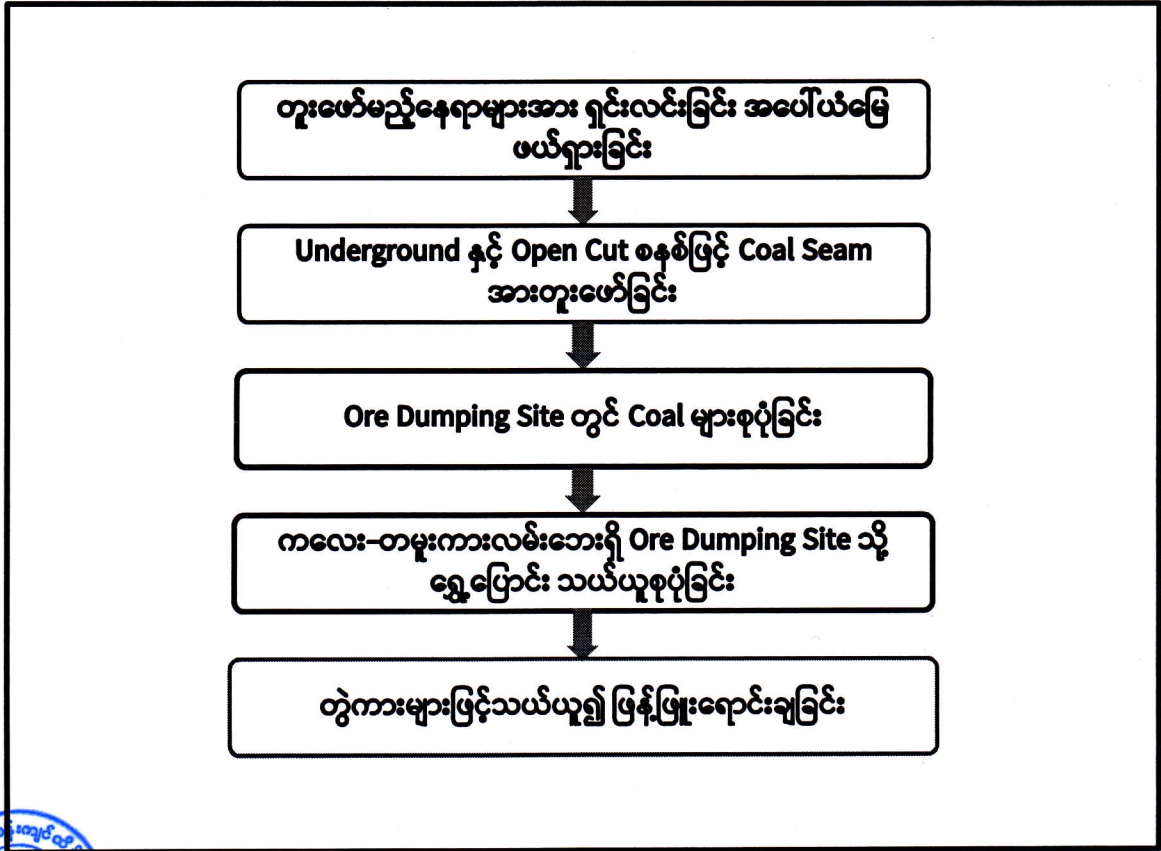 တူးဖော်မည့်နေရာများအား ရှင်းလင်းခြင်း အပေါ်ယံမြေ
ဖယ်ရှားခြင်း
Underground နှင့် Open Cut စနစ်ဖြင့် Coal Seam
အားတူးဖော်ခြင်း
Ore Dumping Site တွင် Coal များစုပုံခြင်း
ကလေး-တမူးကားလမ်းဘေးရှိ Ore Dumping Site သို့
ရွှေ့ပြောင်း သယ်ယူစုပုံခြင်း
တွဲကားများဖြင့်သယ်ယူ၍ ဖြန့်ဖြူးရောင်းချခြင်း